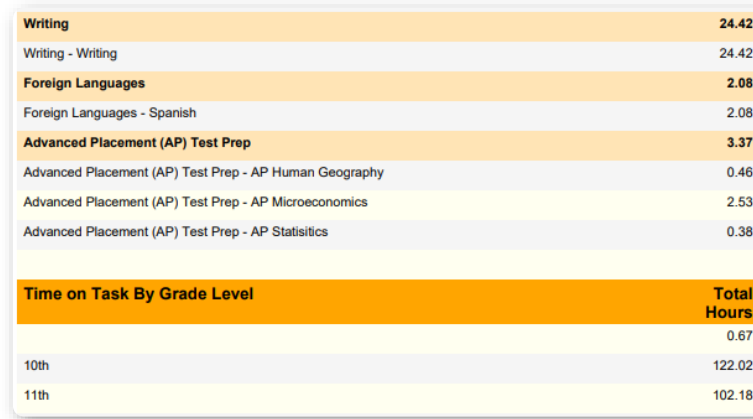 Writing 24.42
Writing - Writing 24.42
Foreign Languages 2.08
Foreign Languages - Spanish 2.08
Advanced Placement (AP) Test Prep 3.37
Advanced Placement (AP) Test Prep - AP Human Geography 0.46
Advanced Placement (AP) Test Prep - AP Microeconomics 2.53
Advanced Placement (AP) Test Prep - AP Statisitics 0.38
Time on Task By Grade Level Total
Hours
0.67
10th 122.02
11th 102.18